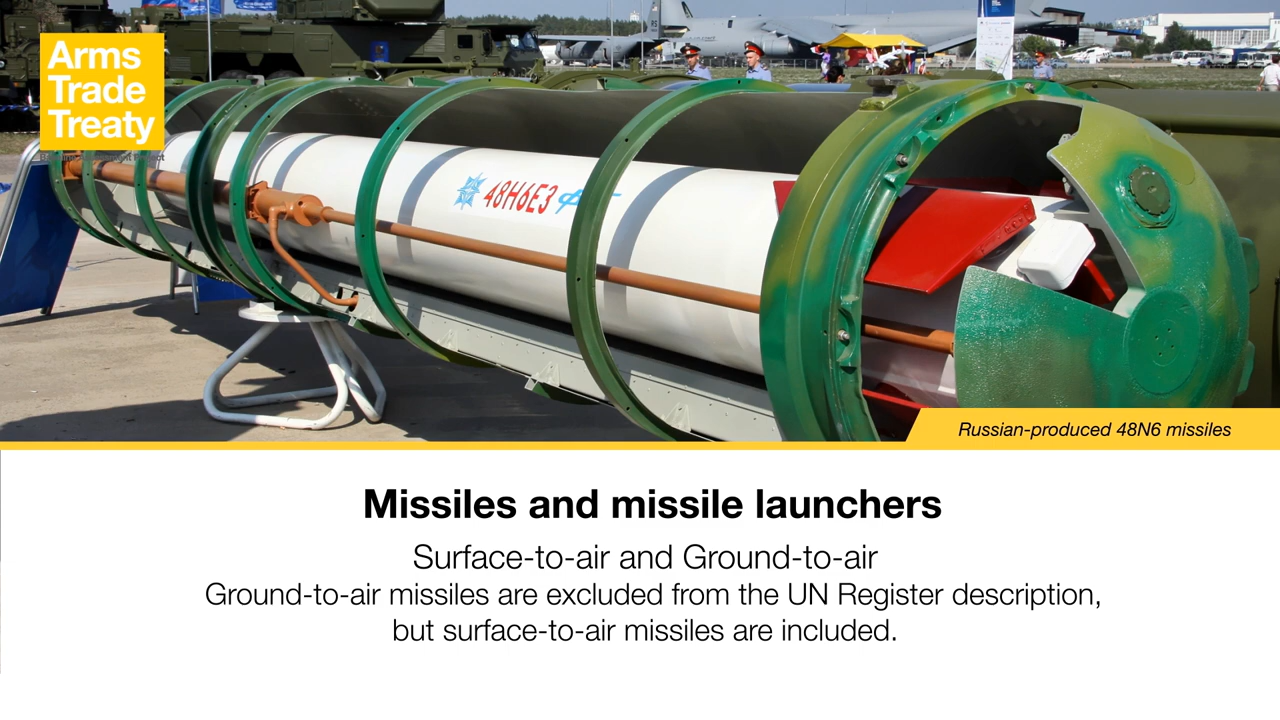 Arms
Trade
Treaty
48Н6Е3
Russian-produced 48N6 missiles
Missiles and missile launchers
Surface-to-air and Ground-to-air
Ground-to-air missiles are excluded from the UN Register description,
but surface-to-air missiles are included.